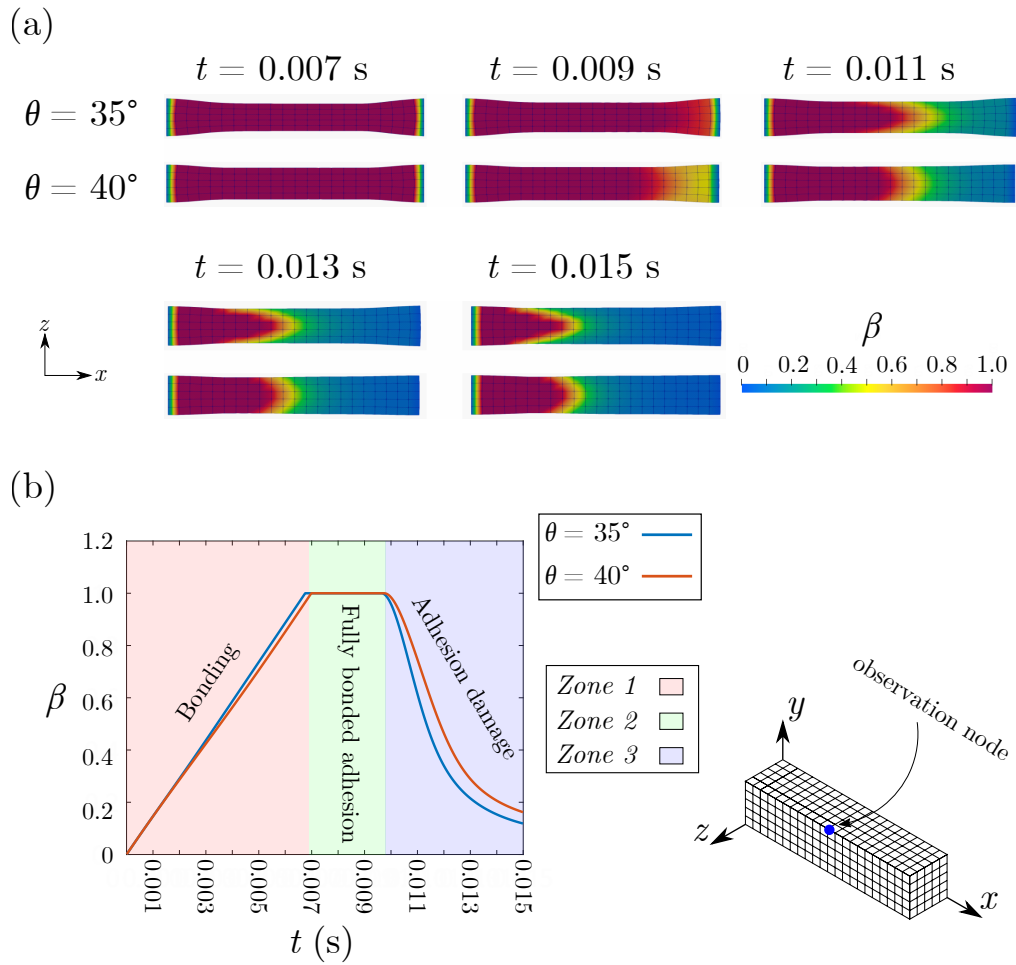 (a)
t = 0.007 s
t = 0.009 s
t = 0.011 s
θ = 35°
θ = 40°
t = 0.013 s
t = 0.015 s
z
x
β
0 0.2 0.4 0.6 0.8 1.0
(b)
1.2
1.0
0.8
0.6
0.4
0.2
0
β
Bonding
Fully bonded adhesion
Adhesion damage
0.001
0.003
0.005
0.007
0.009
0.011
0.013
0.015
t (s)
θ = 35°
θ = 40°
Zone 1
Zone 2
Zone 3
observation node
y
z
x